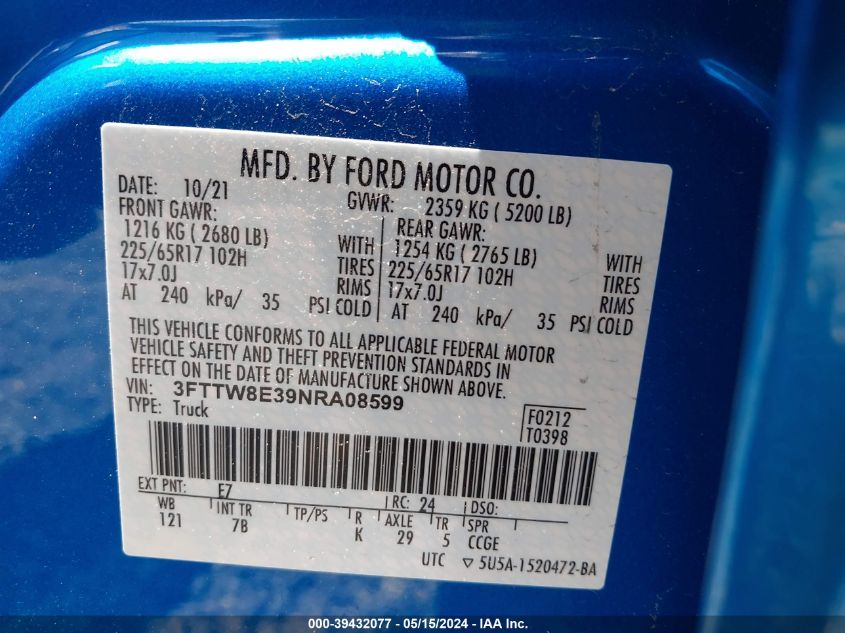 MFD. BY FORD MOTOR CO.
DATE: 10/21 GVWR: 2359 KG ( 5200 LB)
FRONT GAWR: REAR GAWR:
1216 KG ( 2680 LB) WITH 1254 KG ( 2765 LB) WITH
225/65R17 102H TIRES 225/65R17 102H TIRES
17x7.0J RIMS 17x7.0J RIMS
AT 240 kPa/ 35 PSI COLD AT 240 kPa/ 35 PSI COLD
THIS VEHICLE CONFORMS TO ALL APPLICABLE FEDERAL MOTOR
VEHICLE SAFETY AND THEFT PREVENTION STANDARDS IN
EFFECT ON THE DATE OF MANUFACTURE SHOWN ABOVE.
VIN: 3FTTW8E39NRA08599
TYPE: Truck
F0212
T0398
EXT PNT: E7 RC: 24 DSO:
WB INT TR TP/PS R AXLE TR SPR
121 7B K 29 5 CCGE
UTC ▽ 5U5A-1520472-BA
000-39432077 - 05/15/2024 - IAA Inc.